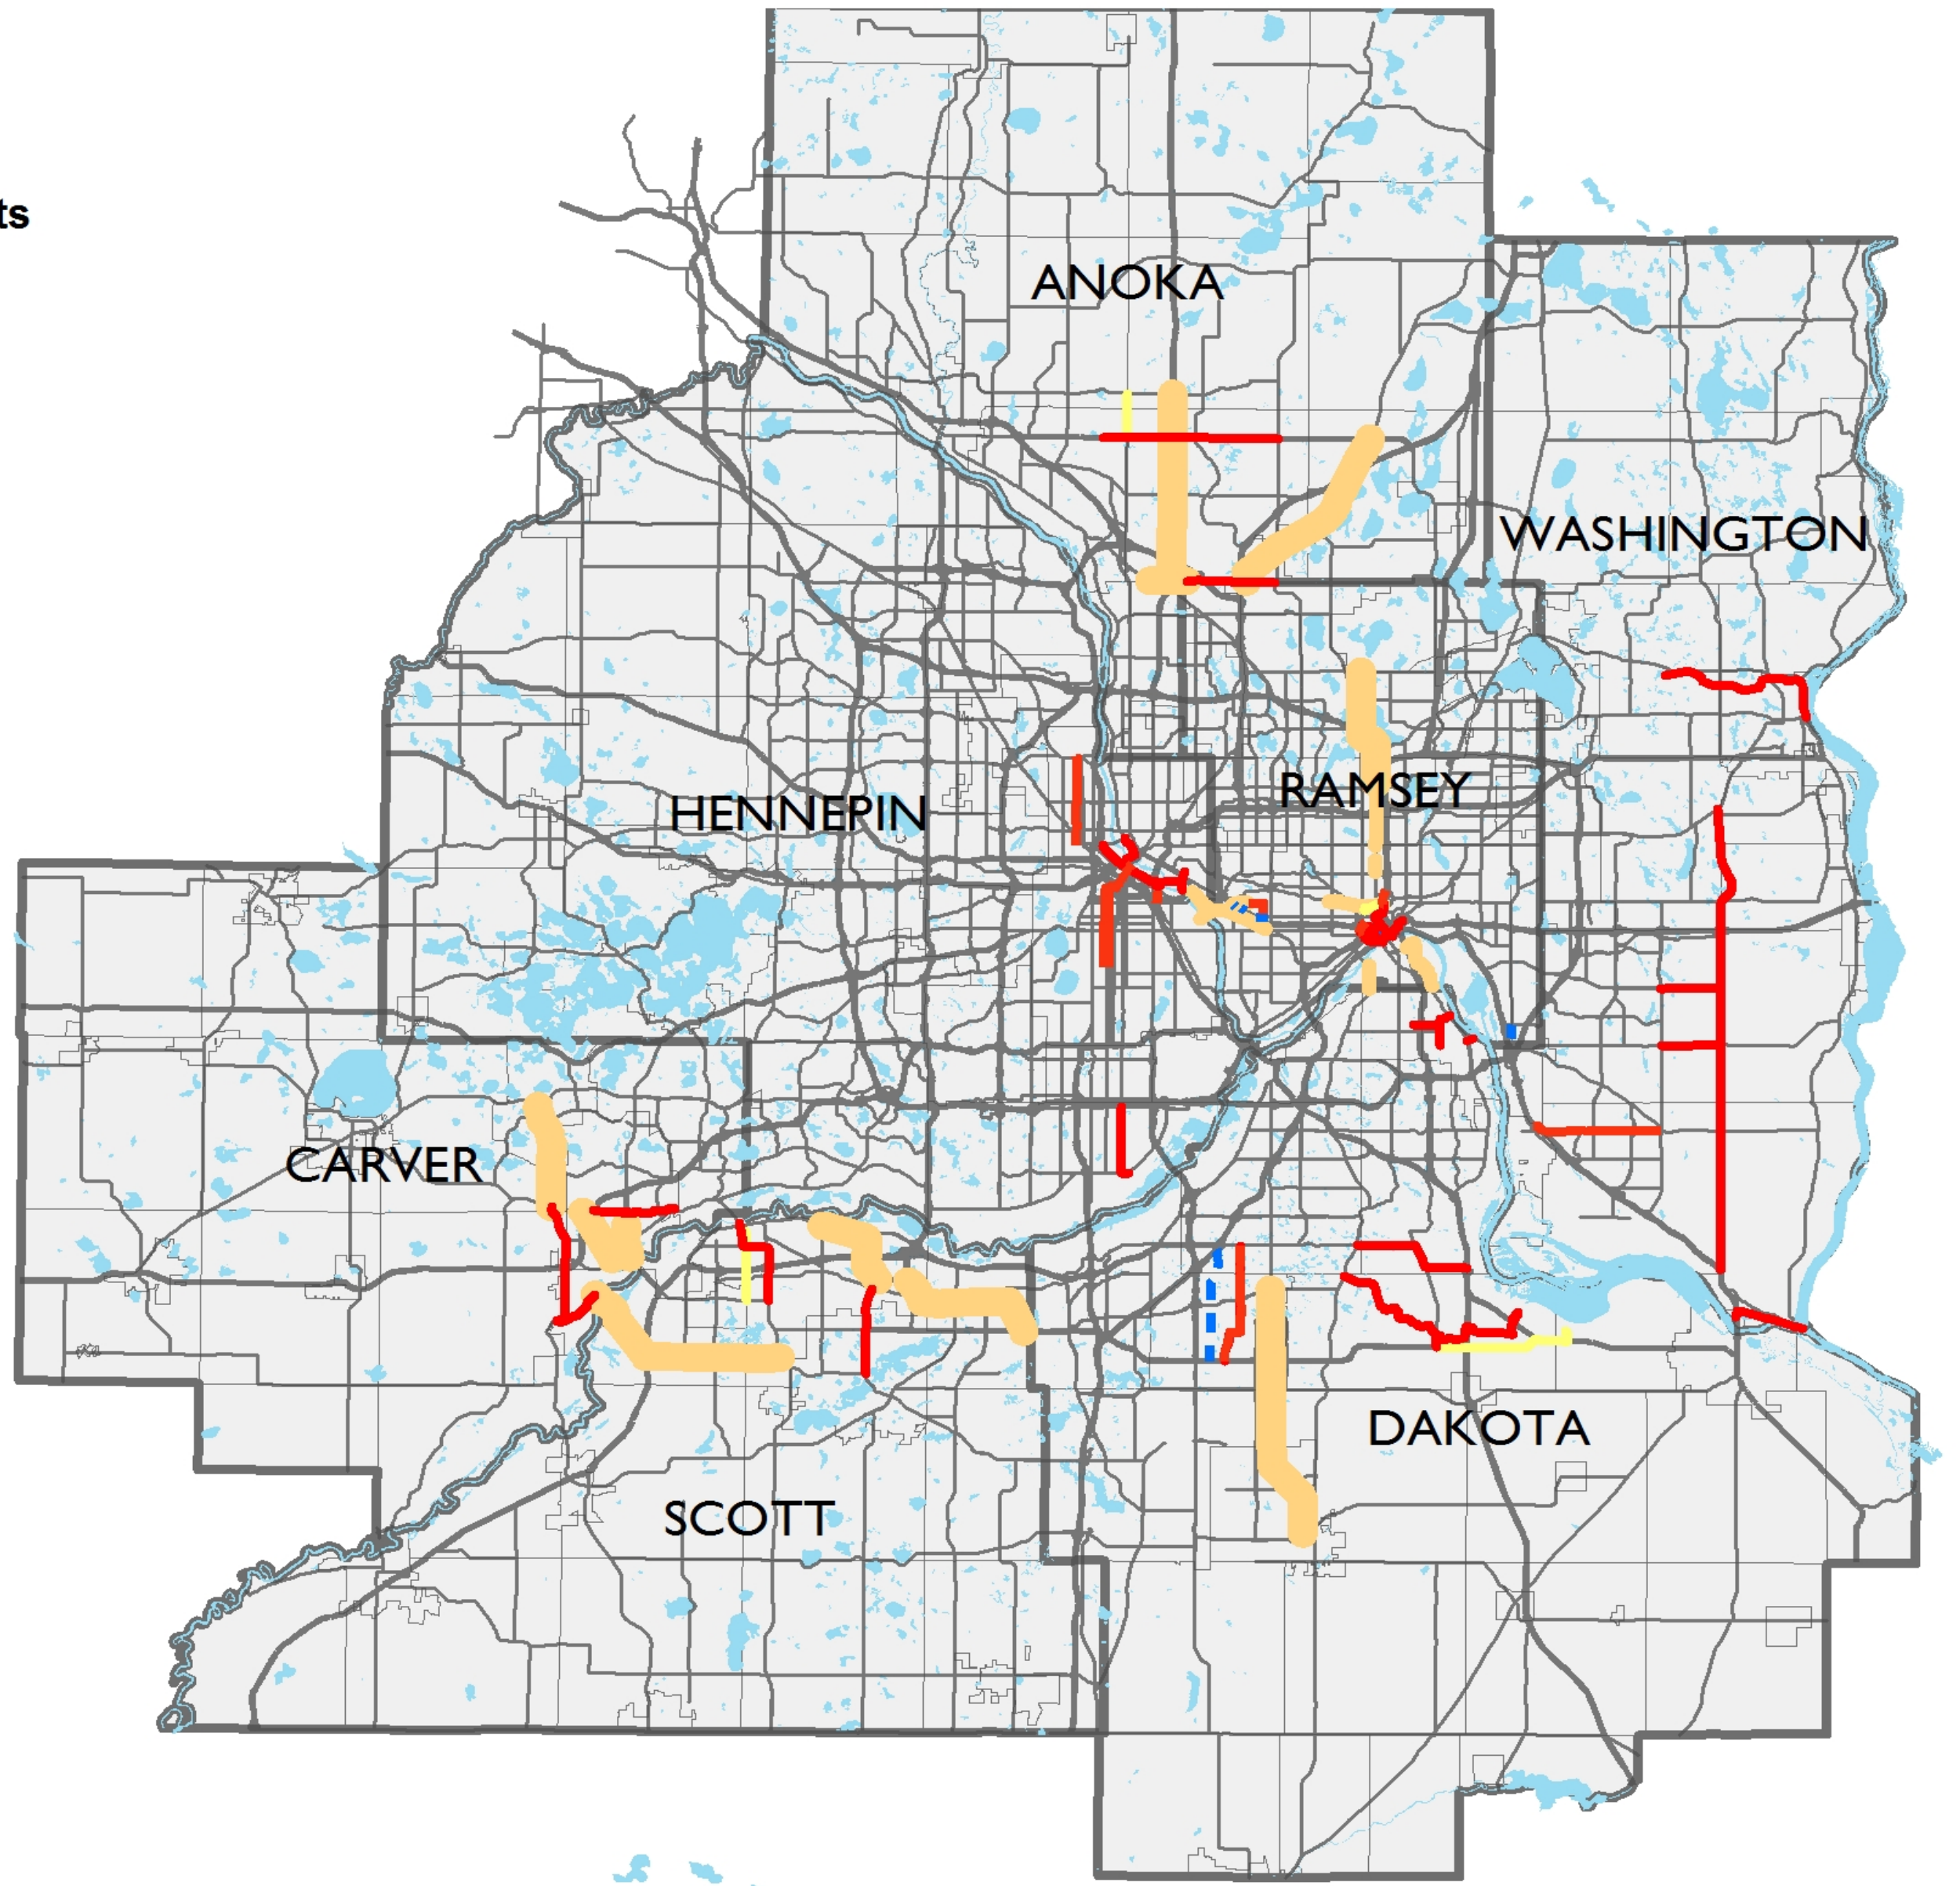 ts
ANOKA
WASHINGTON
RAMSEY
HENNEPIN
CARVER
DAKOTA
SCOTT